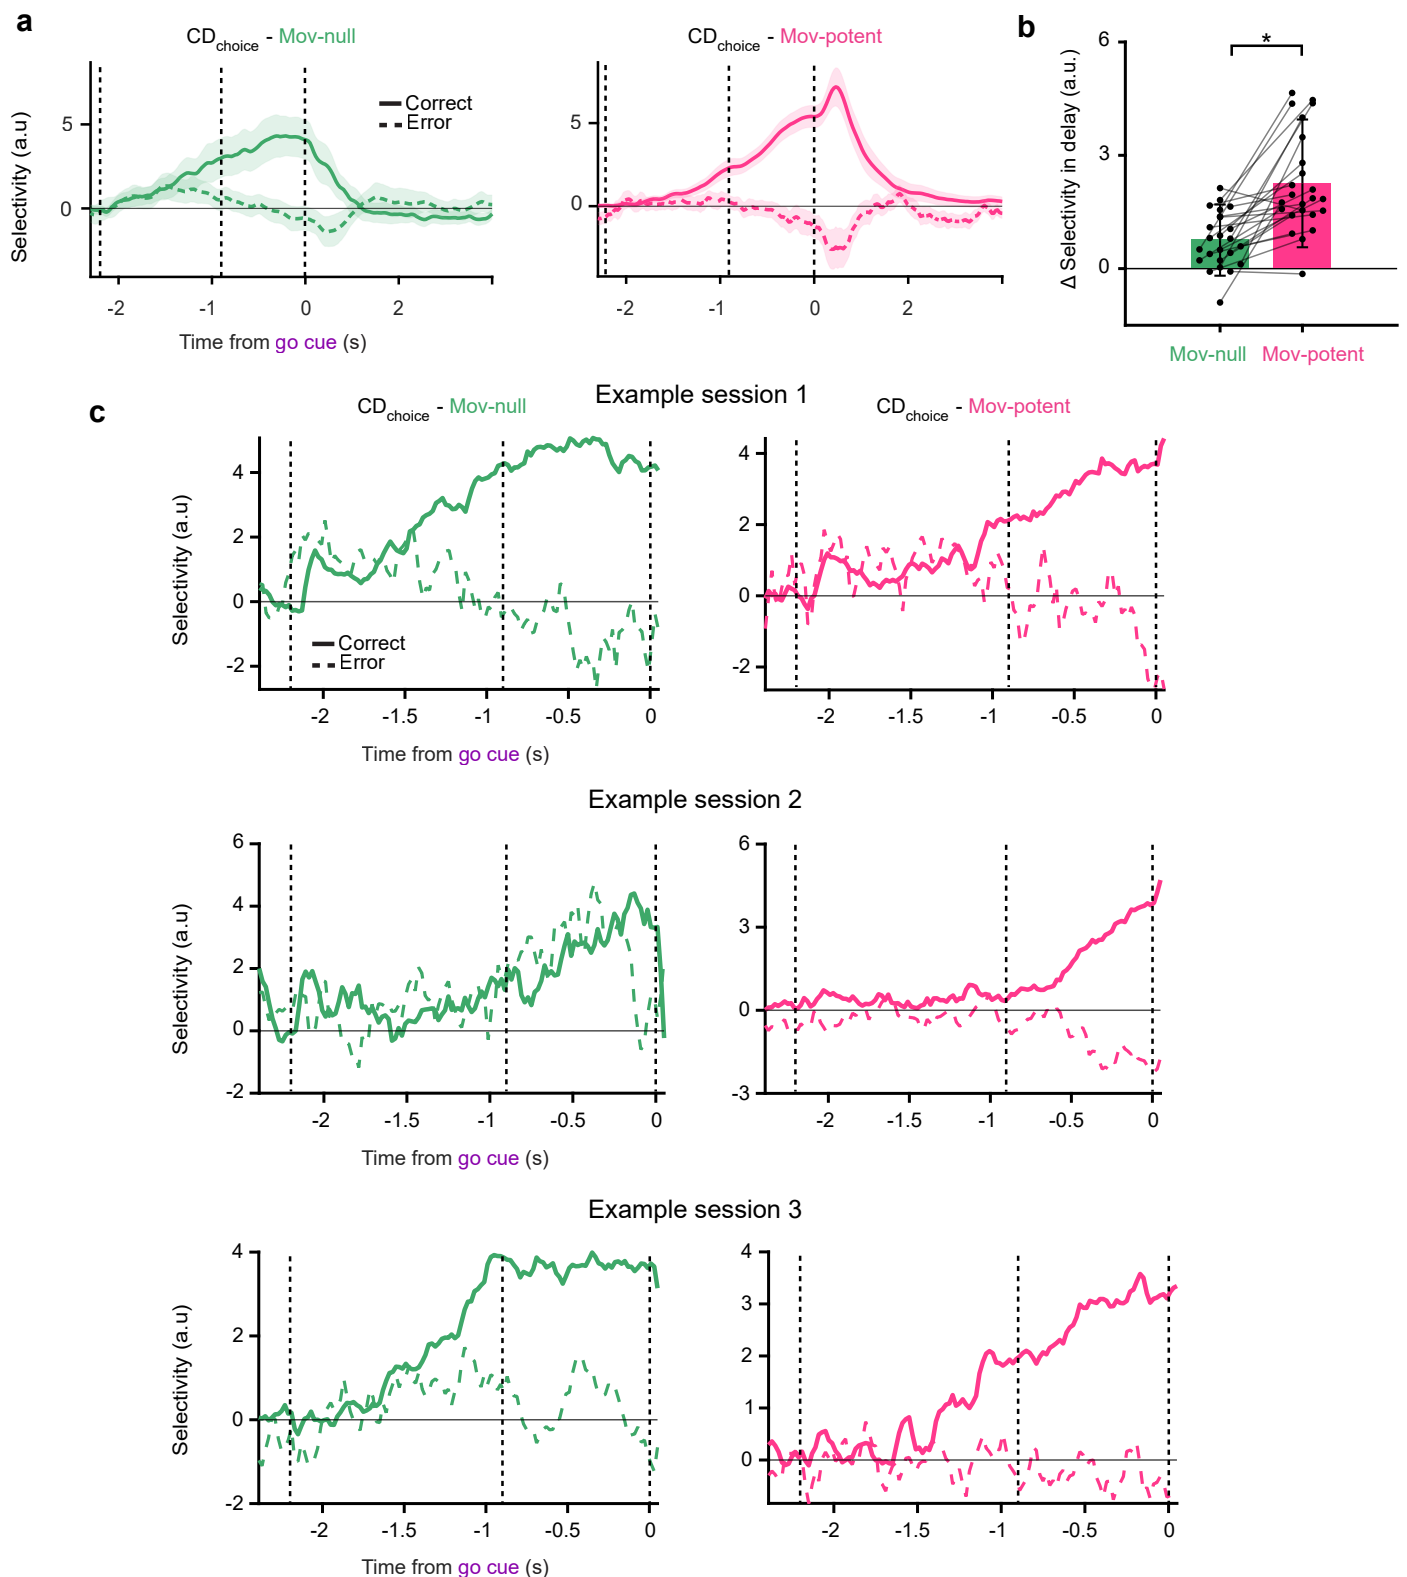 a
CDchoice - Mov-null
CDchoice - Mov-potent
b
Selectivity (a.u)
5
0
Correct
Error
-2
-1
0
2
Time from go cue (s)
5
0
-2
-1
0
2
Δ Selectivity in delay (a.u.)
6
3
0
*
Mov-null
Mov-potent
c
Example session 1
CDchoice - Mov-null
CDchoice - Mov-potent
Selectivity (a.u)
4
2
0
-2
Correct
Error
-2
-1.5
-1
-0.5
0
Time from go cue (s)
4
2
0
-2
-2
-1.5
-1
-0.5
0
Example session 2
Selectivity (a.u)
6
4
2
0
-2
-2
-1.5
-1
-0.5
0
Time from go cue (s)
6
3
0
-3
-2
-1.5
-1
-0.5
0
Example session 3
Selectivity (a.u)
4
2
0
-2
-2
-1.5
-1
-0.5
0
Time from go cue (s)
4
3
2
1
0
-2
-1.5
-1
-0.5
0